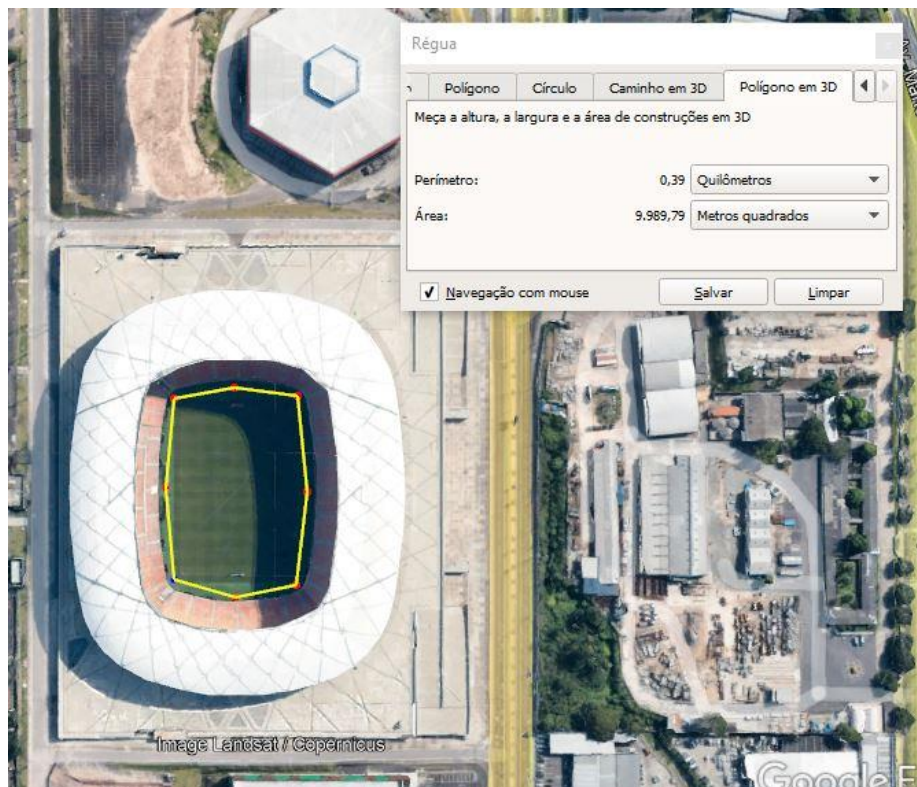 Régua
Polígono
Círculo
Caminho em 3D
Polígono em 3D
Meça a altura, a largura e a área de construções em 3D
Perímetro: 0,39 Quilômetros
Área: 9.989,79 Metros quadrados
Navegação com mouse Salvar Limpar
Image Landsat / Copernicus
Google E